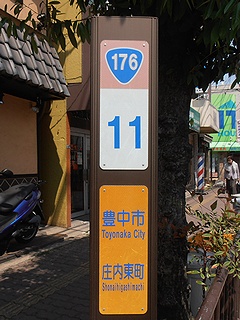 176
11
豊中市
Toyonaka City
庄内東町
Shonaihigashimachi